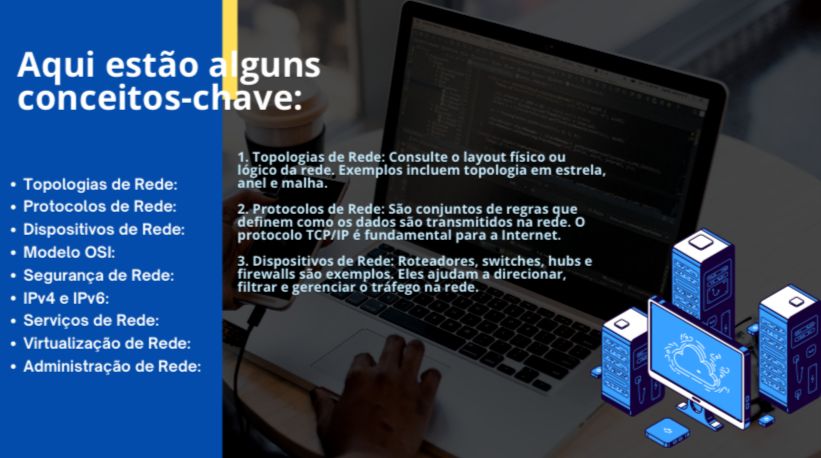 Aqui estão alguns
conceitos-chave:
• Topologias de Rede:
• Protocolos de Rede:
• Dispositivos de Rede:
• Modelo OSI:
• Segurança de Rede:
• IPv4 e IPv6:
• Serviços de Rede:
• Virtualização de Rede:
• Administração de Rede:
1. Topologias de Rede: Consulte o layout físico ou
lógico da rede. Exemplos incluem topologia em estrela,
anel e malha.
2. Protocolos de Rede: São conjuntos de regras que
definem como os dados são transmitidos na rede. O
protocolo TCP/IP é fundamental para a Internet.
3. Dispositivos de Rede: Roteadores, switches, hubs e
firewalls são exemplos. Eles ajudam a direcionar,
filtrar e gerenciar o tráfego na rede.